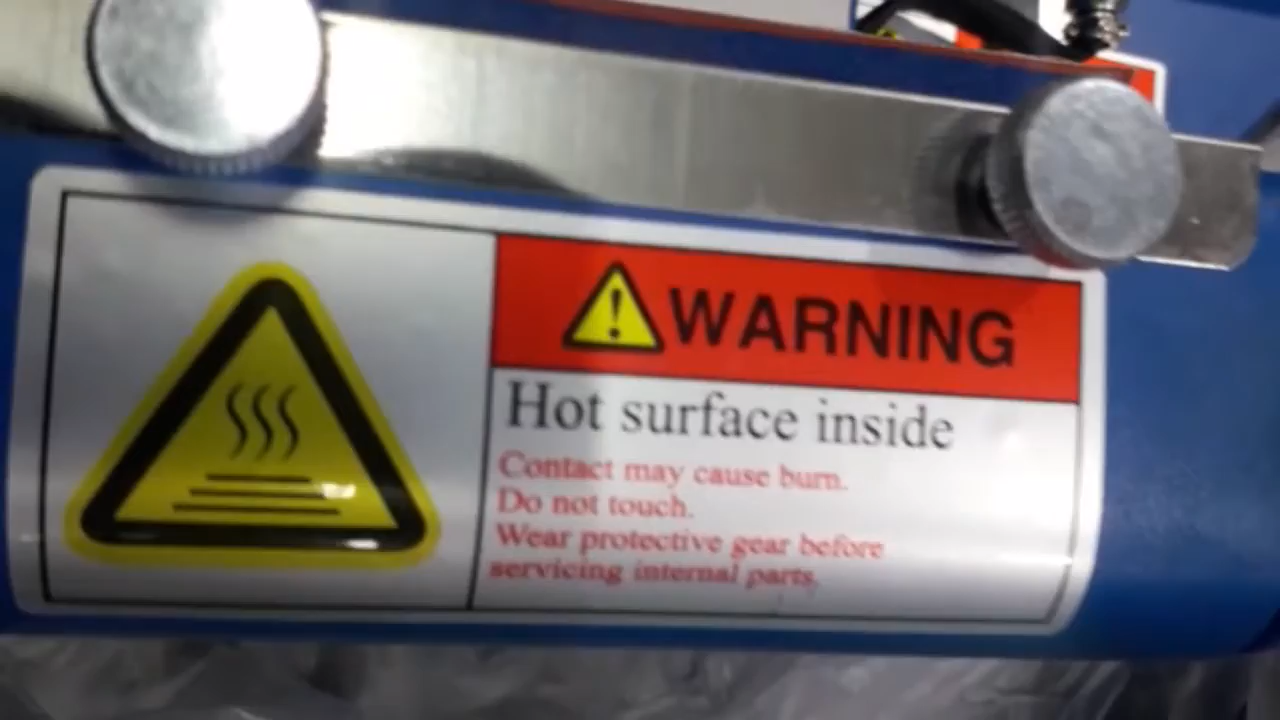 WARNING
Hot surface inside
Contact may cause burn.
Do not touch.
Wear protective gear before
servicing internal parts.